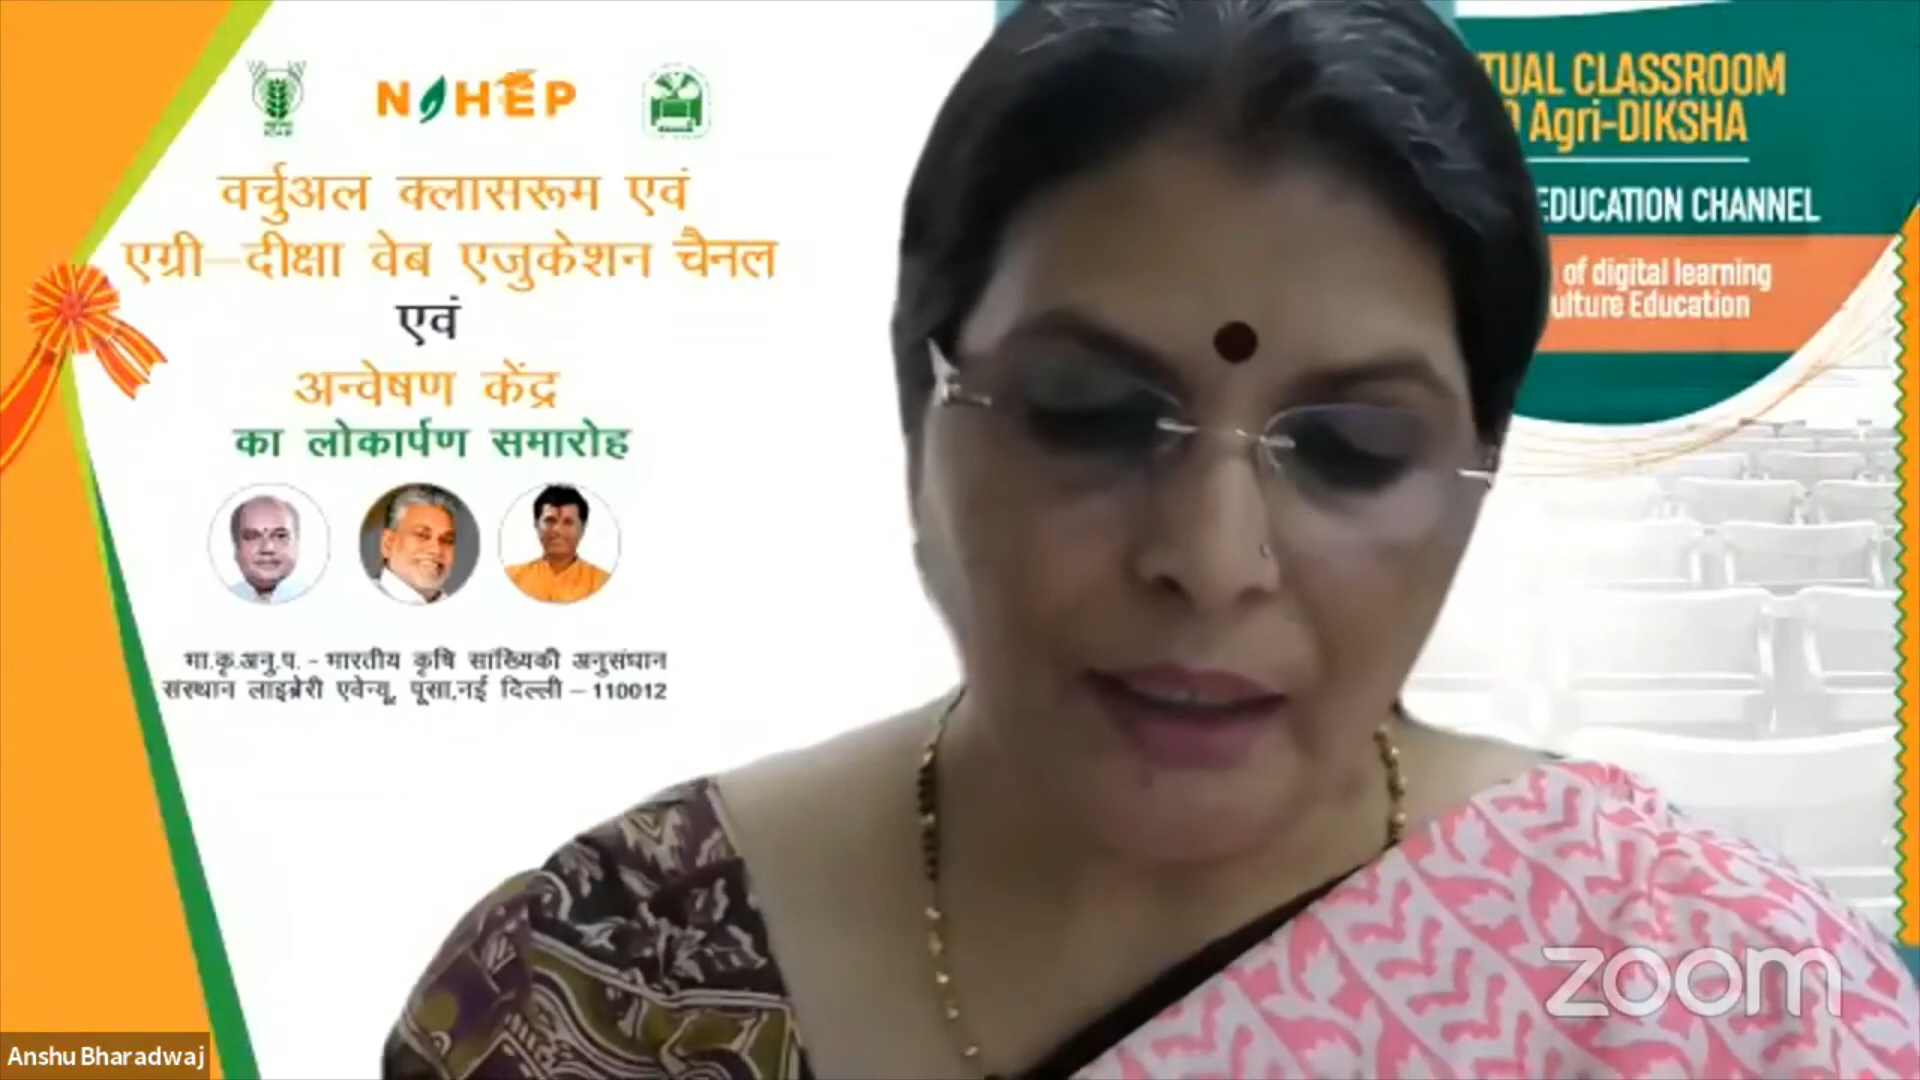 NAHEP
वर्चुअल क्लासरूम एवं
एग्री–दीक्षा वेब एजुकेशन चैनल
एवं
अन्वेषण केंद्र
का लोकार्पण समारोह
भा.कृ.अनु.प. - भारतीय कृषि सांख्यिकी अनुसंधान
संस्थान लाइब्रेरी एवेन्यू, पूसा,नई दिल्ली – 110012
TUAL CLASSROOM
Agri-DIKSHA
EDUCATION CHANNEL
of digital learning
ulture Education
zoom
Anshu Bharadwaj